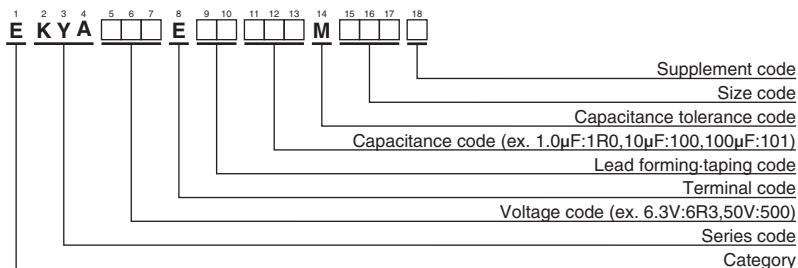 1 2 3 4 5 6 7 8 9 10 11 12 13 14 15 16 17 18
E KYA □□□ E □□ □□□ M □□□ □
Supplement code
Size code
Capacitance tolerance code
Capacitance code (ex. 1.0μF:1R0,10μF:100,100μF:101)
Lead forming·taping code
Terminal code
Voltage code (ex. 6.3V:6R3,50V:500)
Series code
Category